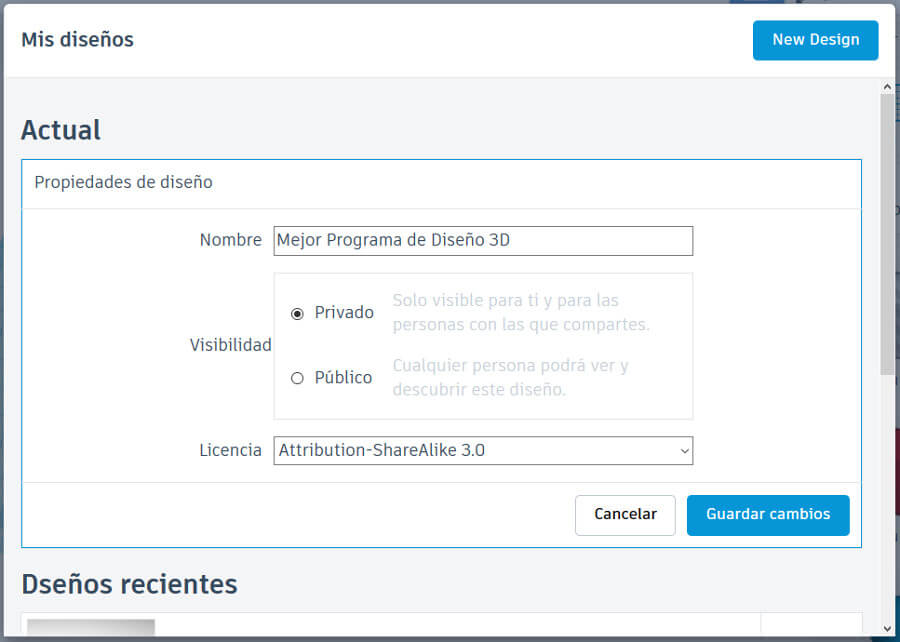 Mis diseños
New Design
Actual
Propiedades de diseño
Nombre
Mejor Programa de Diseño 3D
Visibilidad
Privado
Solo visible para ti y para las
personas con las que compartes.
Público
Cualquier persona podrá ver y
descubrir este diseño.
Licencia
Attribution-ShareAlike 3.0
Cancelar
Guardar cambios
Dseños recientes